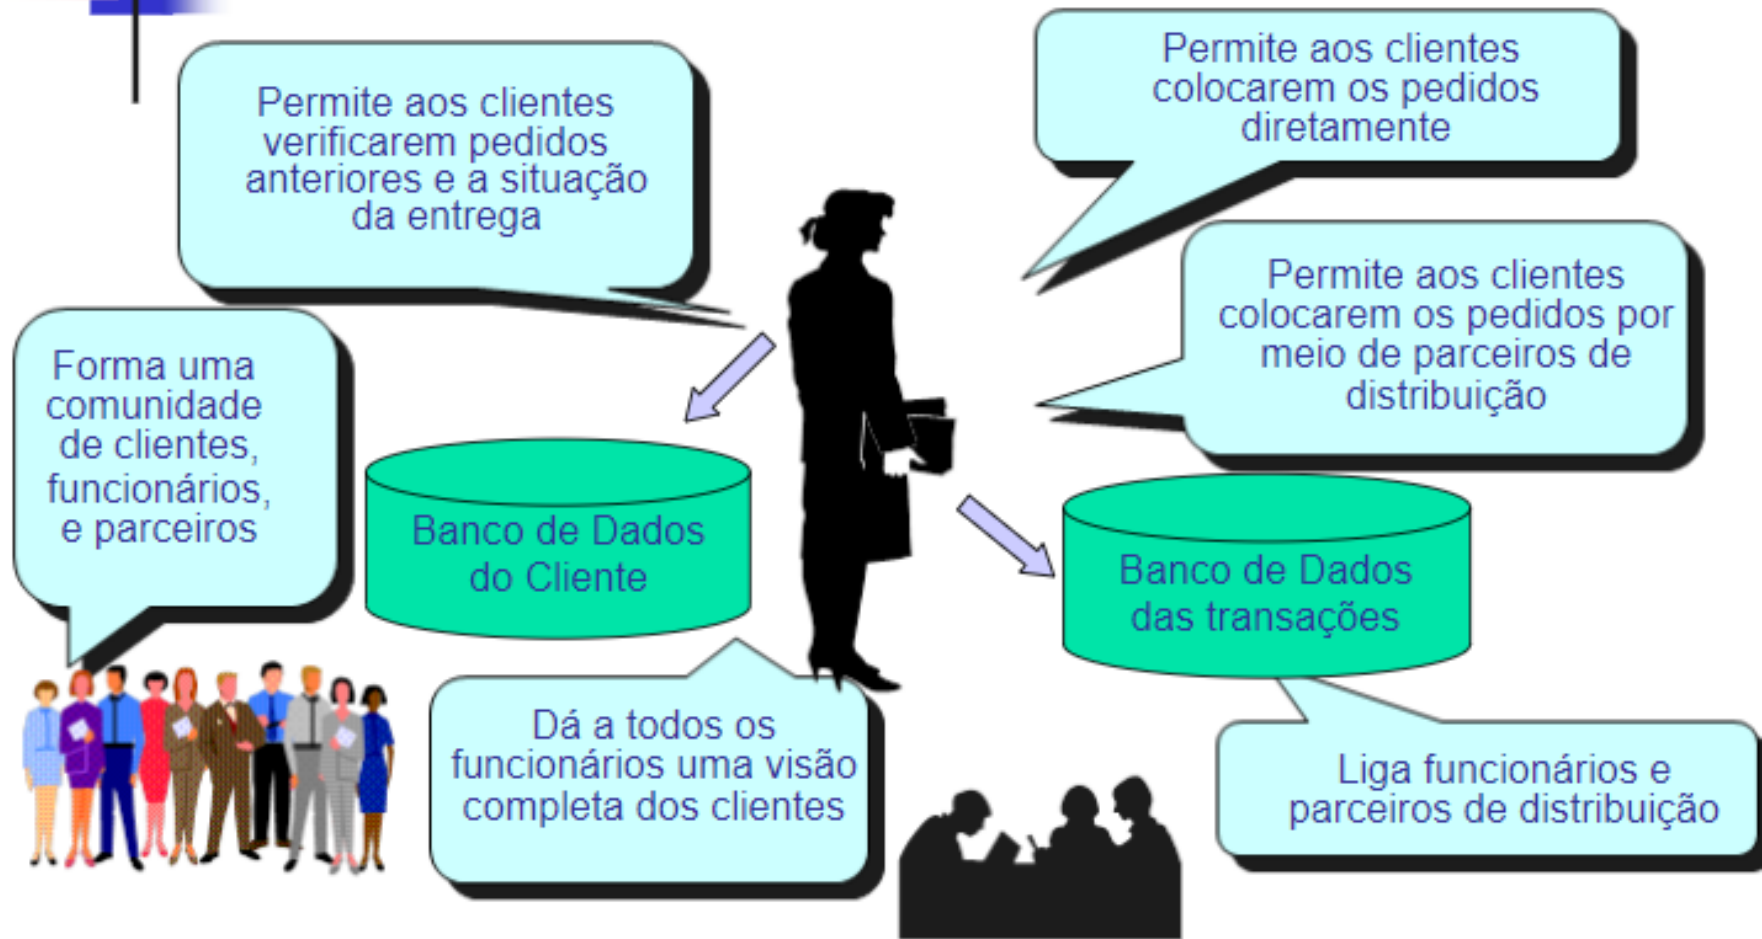 Permite aos clientes
verificarem pedidos
anteriores e a situação
da entrega
Permite aos clientes
colocarem os pedidos
diretamente
Permite aos clientes
colocarem os pedidos por
meio de parceiros de
distribuição
Forma uma
comunidade
de clientes,
funcionários,
e parceiros
Banco de Dados
do Cliente
Banco de Dados
das transações
Dá a todos os
funcionários uma visão
completa dos clientes
Liga funcionários e
parceiros de distribuição